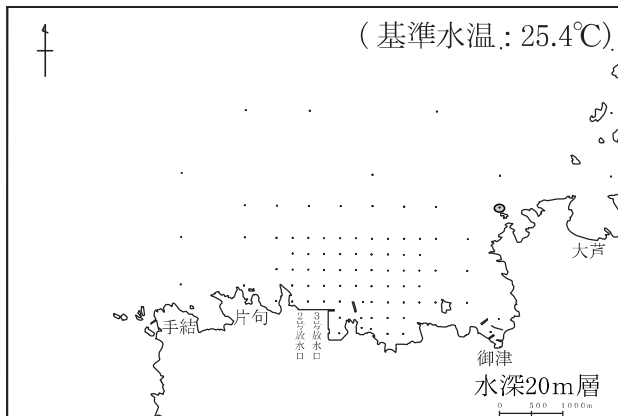 (基準水温:25.4℃)
大芦
手結
片句
2号放水口
3号放水口
御津
水深20m層
0 500 1000m